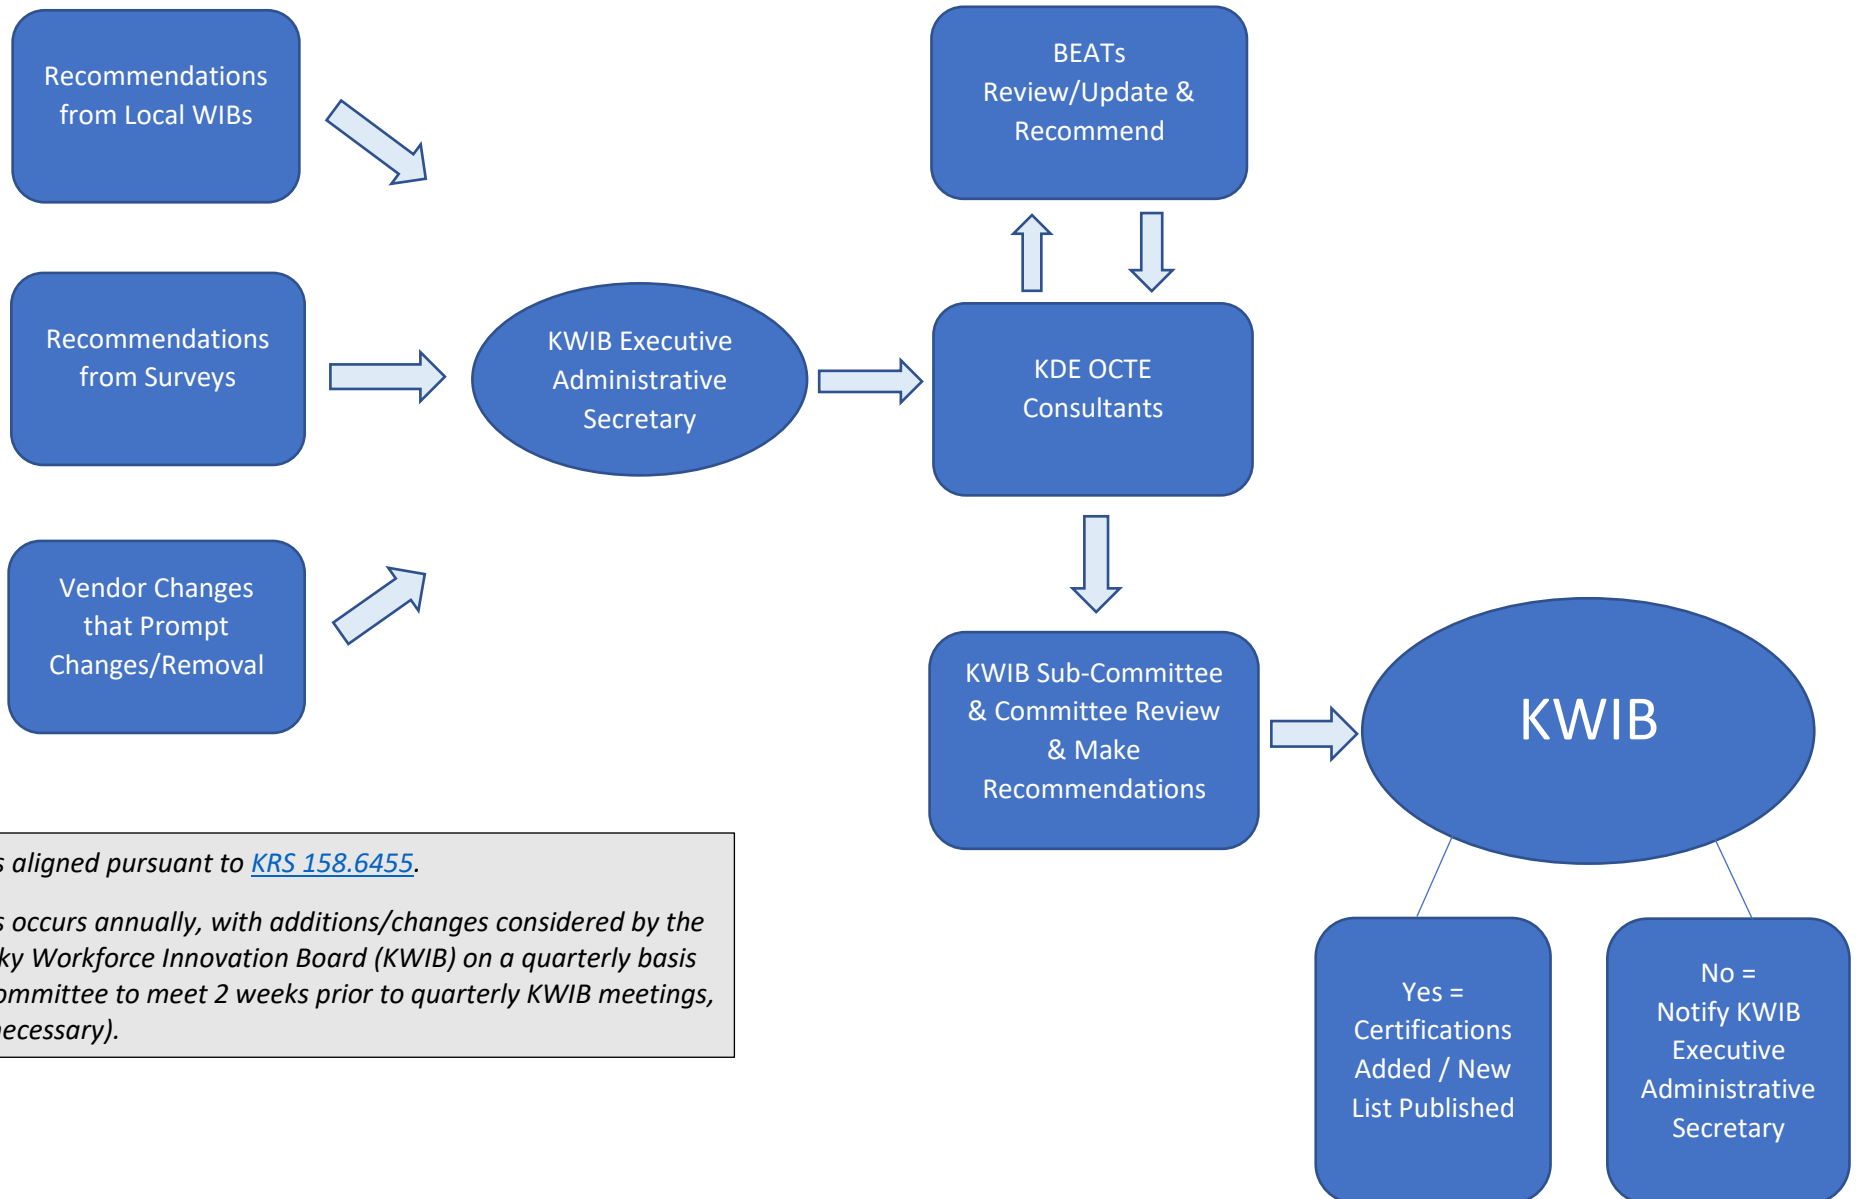 Recommendations
from Local WIBs
BEATs
Review/Update &
Recommend
Recommendations
from Surveys
KWIB Executive
Administrative
Secretary
KDE OCTE
Consultants
Vendor Changes
that Prompt
Changes/Removal
KWIB Sub-Committee
& Committee Review
& Make
Recommendations
KWIB
s aligned pursuant to KRS 158.6455.
s occurs annually, with additions/changes considered by the
ky Workforce Innovation Board (KWIB) on a quarterly basis
ommittee to meet 2 weeks prior to quarterly KWIB meetings,
necessary).
Yes =
Certifications
Added / New
List Published
No =
Notify KWIB
Executive
Administrative
Secretary